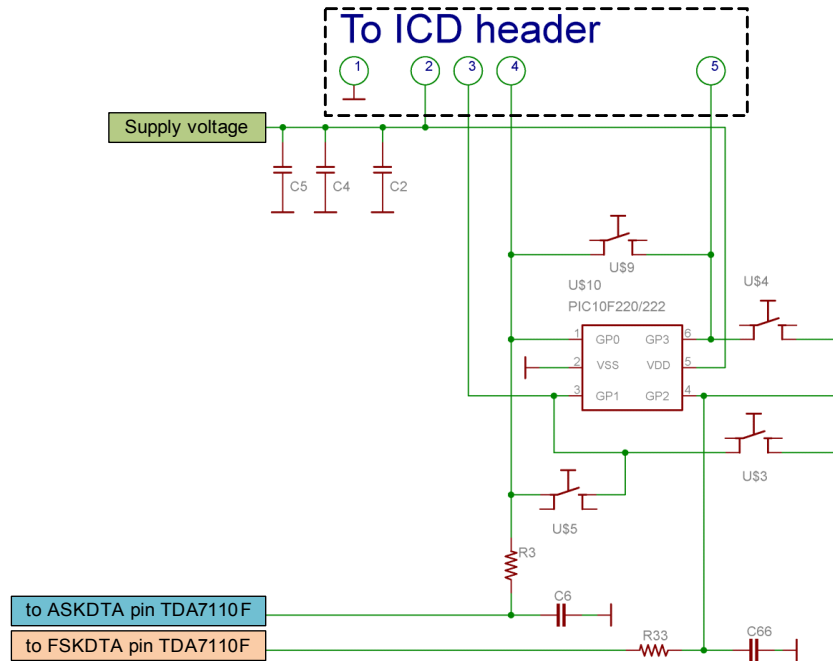 To ICD header
1
2
3
4
5
Supply voltage
C5
C4
C2
U$9
U$10
PIC10F220/222
U$4
1
GP0
GP3
6
2
VSS
VDD
5
3
GP1
GP2
4
U$3
U$5
R3
to ASKDTA pin TDA7110F
C6
to FSKDTA pin TDA7110F
R33
C66